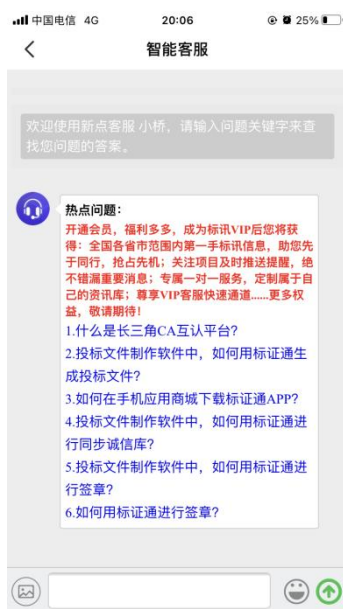 中国电信 4G 20:06 25%
智能客服
欢迎使用新点客服 小桥，请输入问题关键字来查
找您问题的答案。
热点问题：
开通会员，福利多多，成为标讯VIP后您将获
得：全国各省市范围内第一手标讯信息，助您先
于同行，抢占先机；关注项目及时推送提醒，绝
不错漏重要消息；专属一对一服务，定制属于自
己的资讯库；尊享VIP客服快速通道......更多权
益，敬请期待！
1.什么是长三角CA互认平台？
2.投标文件制作软件中，如何用标证通生
成投标文件？
3.如何在手机应用商城下载标证通APP？
4.投标文件制作软件中，如何用标证通进
行同步诚信库？
5.投标文件制作软件中，如何用标证通进
行签章？
6.如何用标证通进行签章？